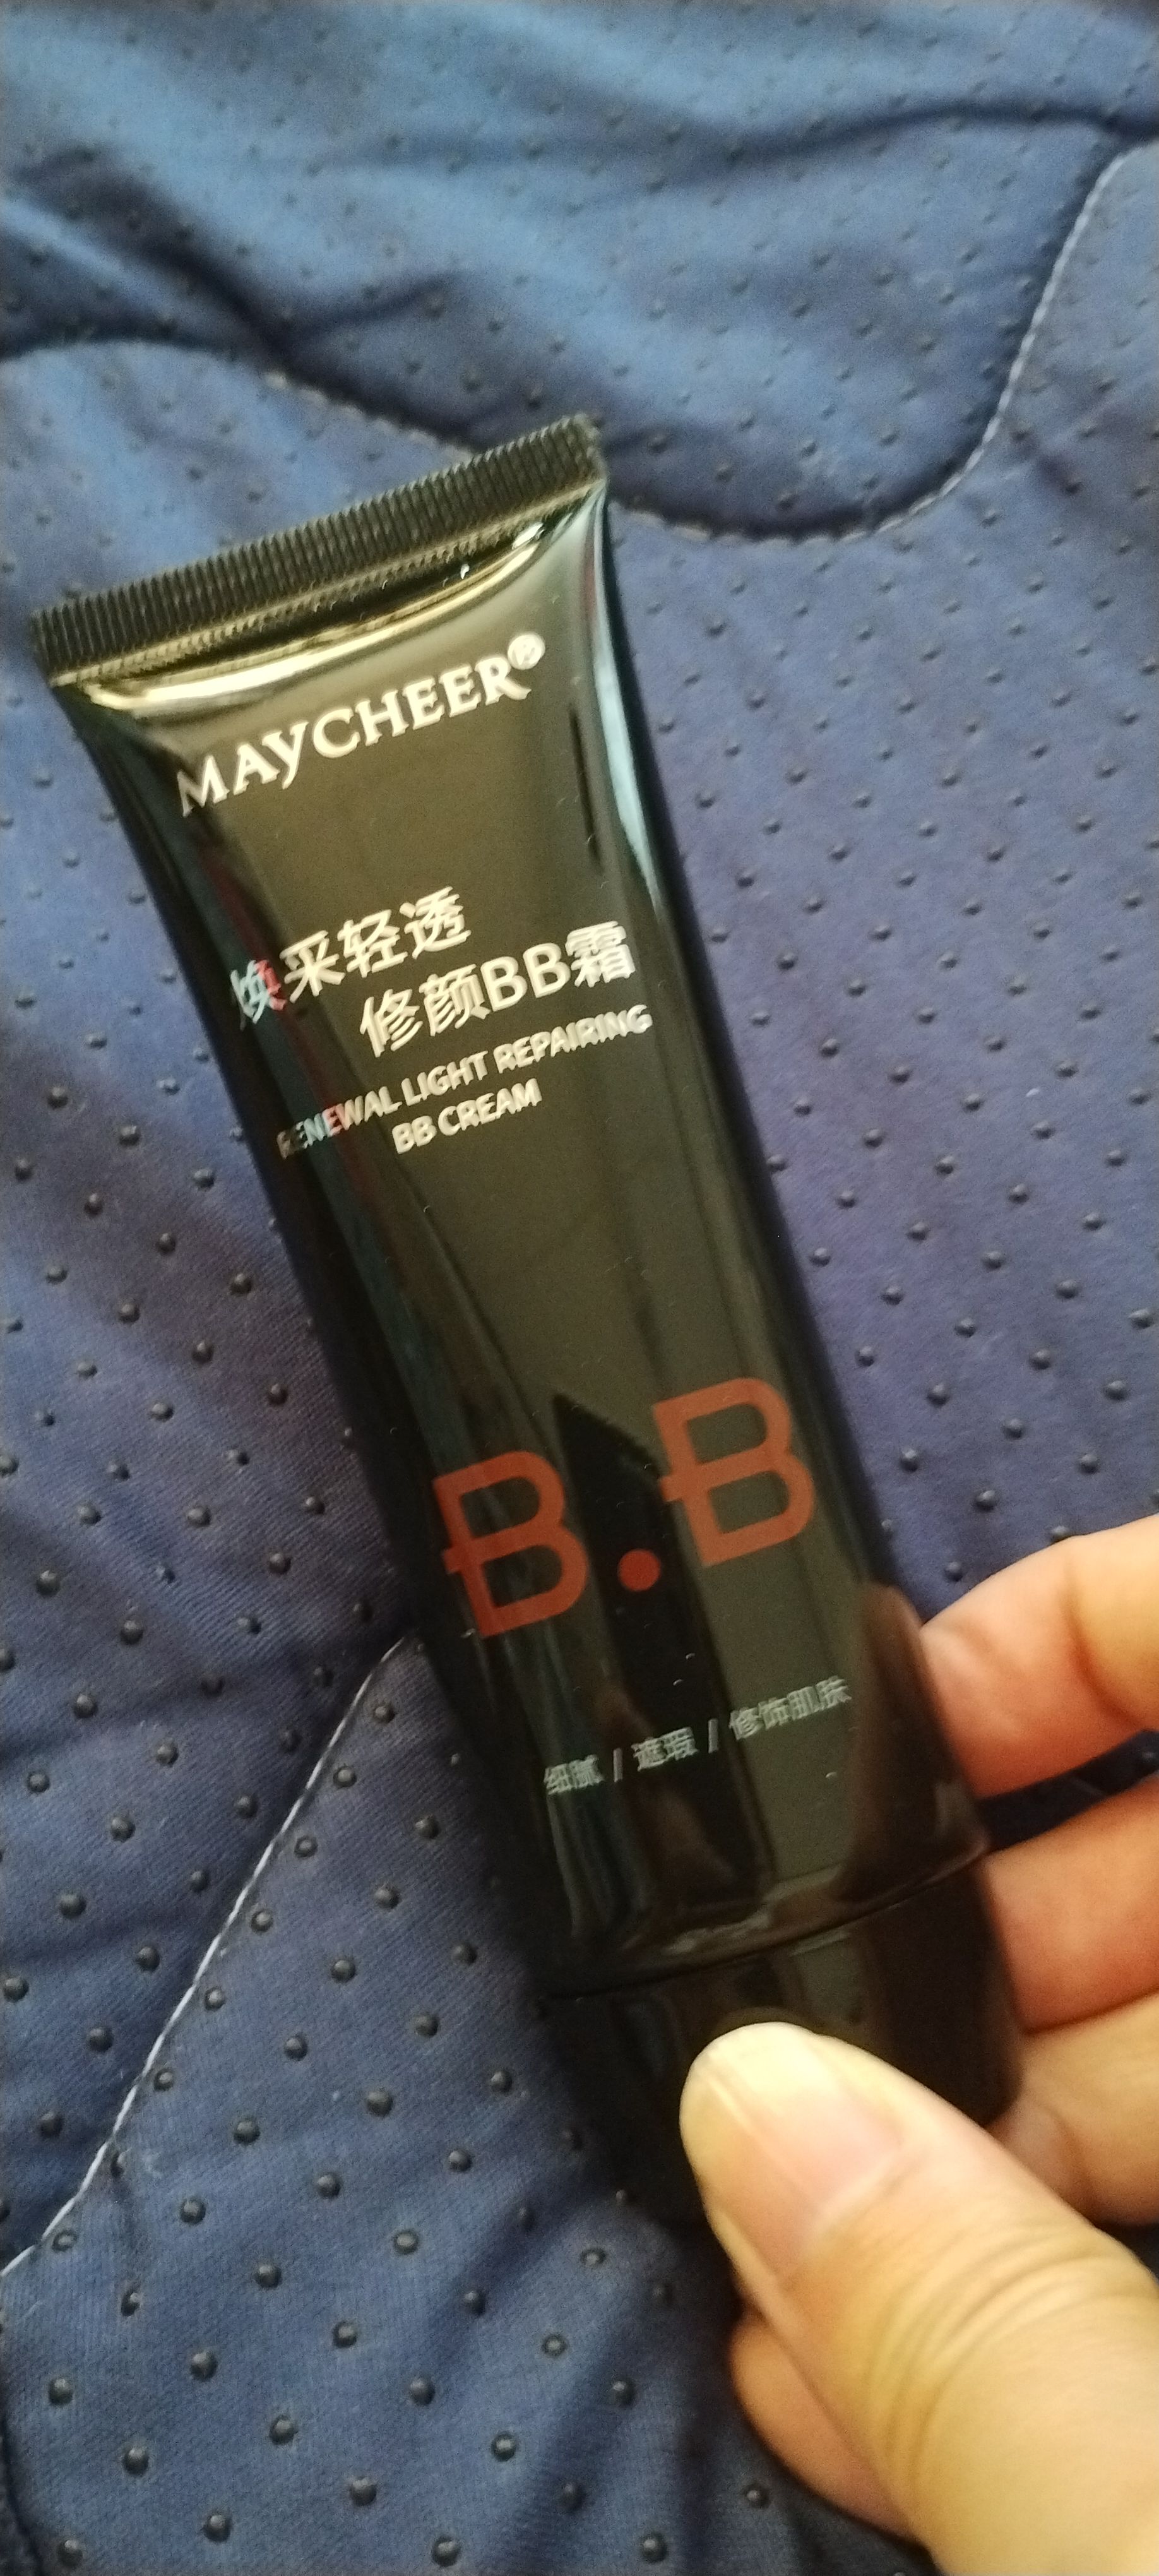 MAYCHEER®
焕采轻透
修颜BB霜
RENEWAL LIGHT REPAIRING
BB CREAM
B.B
细腻 / 遮瑕 / 修饰肌肤